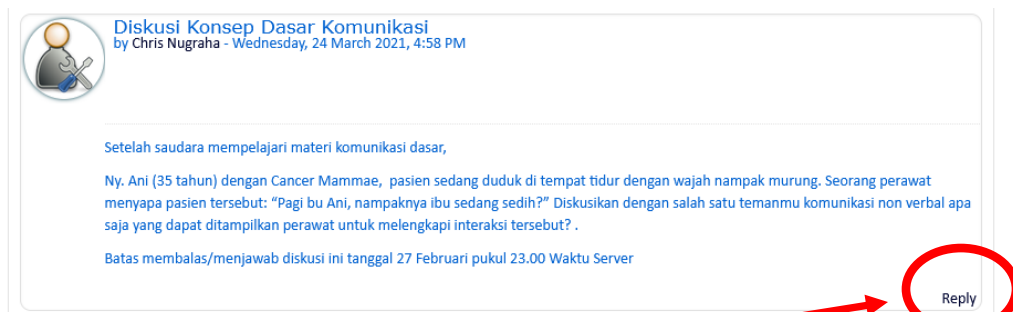 Diskusi Konsep Dasar Komunikasi
by Chris Nugraha - Wednesday, 24 March 2021, 4:58 PM
Setelah saudara mempelajari materi komunikasi dasar,
Ny. Ani (35 tahun) dengan Cancer Mammae, pasien sedang duduk di tempat tidur dengan wajah nampak murung. Seorang perawat
menyapa pasien tersebut: “Pagi bu Ani, nampaknya ibu sedang sedih?” Diskusikan dengan salah satu temanmu komunikasi non verbal apa
saja yang dapat ditampilkan perawat untuk melengkapi interaksi tersebut? .
Batas membalas/menjawab diskusi ini tanggal 27 Februari pukul 23.00 Waktu Server
Reply